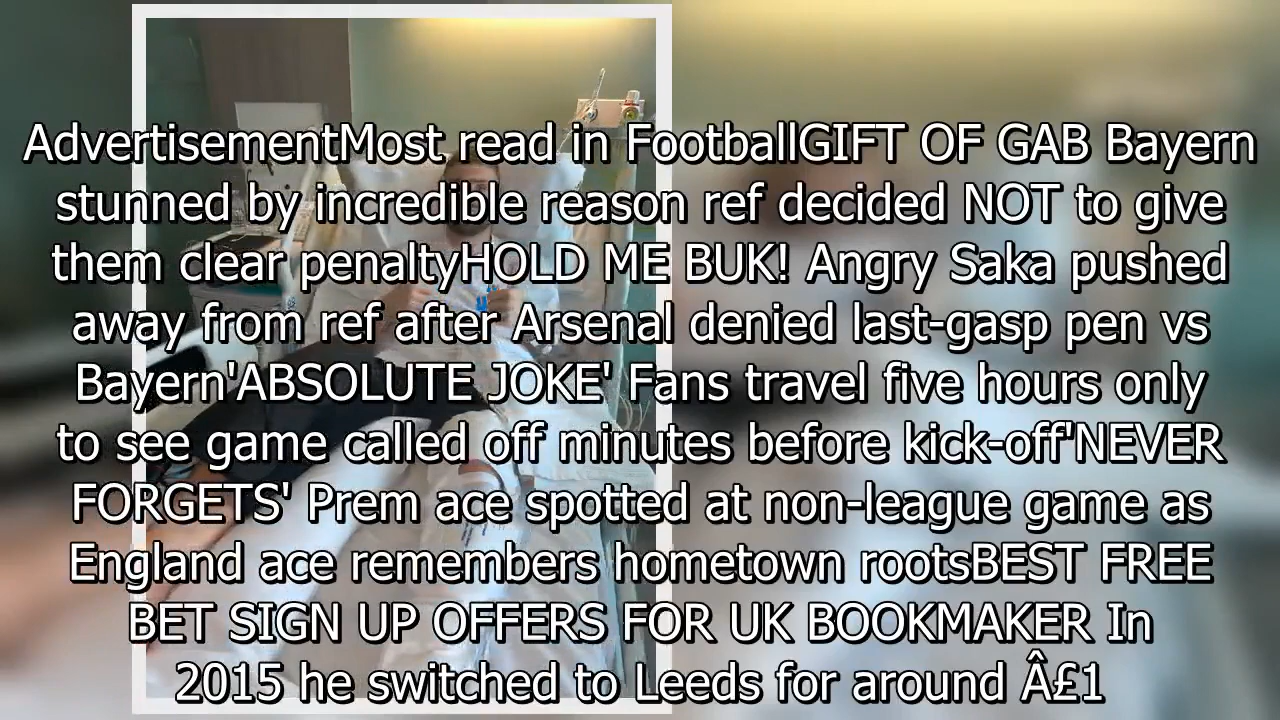 AdvertisementMost read in FootballGIFT OF GAB Bayern
stunned by incredible reason ref decided NOT to give
them clear penaltyHOLD ME BUK! Angry Saka pushed
away from ref after Arsenal denied last-gasp pen vs
Bayern'ABSOLUTE JOKE' Fans travel five hours only
to see game called off minutes before kick-off'NEVER
FORGETS' Prem ace spotted at non-league game as
England ace remembers hometown rootsBEST FREE
BET SIGN UP OFFERS FOR UK BOOKMAKER In
2015 he switched to Leeds for around Â£1